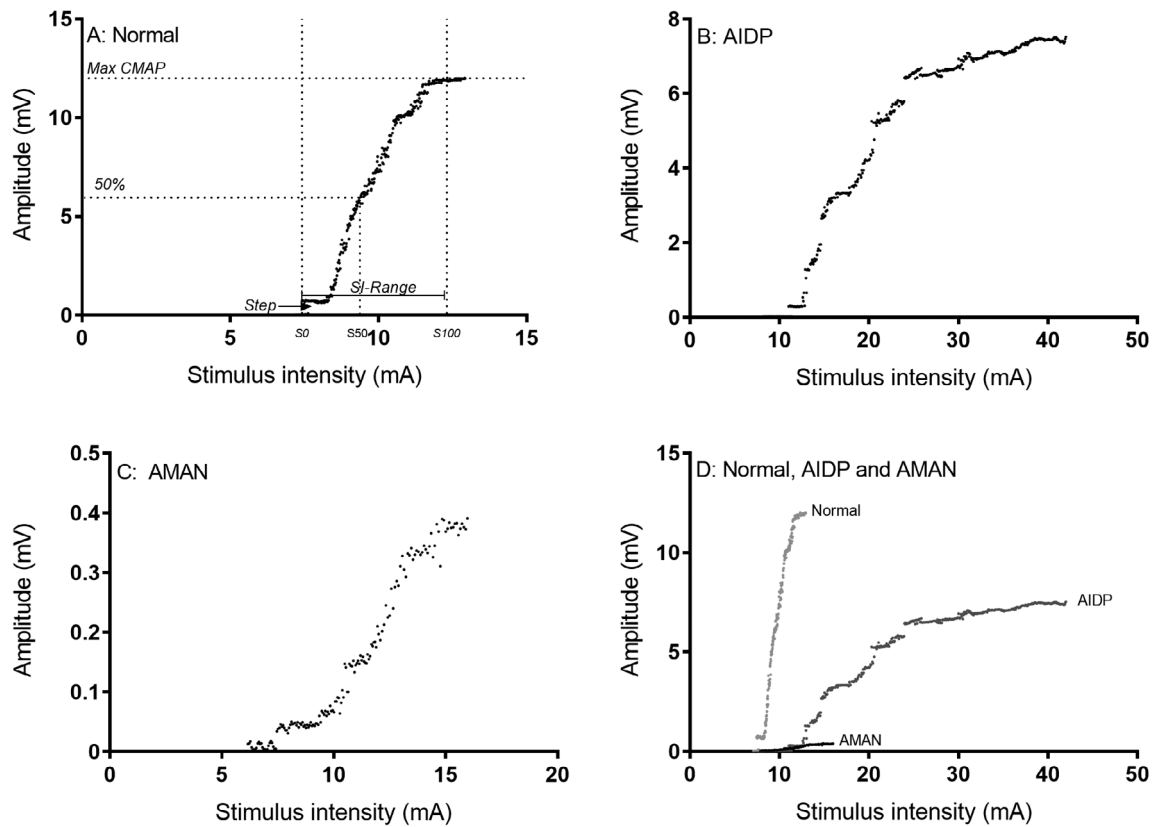 A: Normal
Max CMAP
50%
Step
SI-Range
S0
S50
S100
0
5
10
15
0
5
10
15
Amplitude (mV)
Stimulus intensity (mA)
B: AIDP
0
2
4
6
8
0
10
20
30
40
50
Amplitude (mV)
Stimulus intensity (mA)
C: AMAN
0
0.1
0.2
0.3
0.4
0.5
0
5
10
15
20
Amplitude (mV)
Stimulus intensity (mA)
D: Normal, AIDP and AMAN
Normal
AIDP
AMAN
0
5
10
15
0
10
20
30
40
50
Amplitude (mV)
Stimulus intensity (mA)